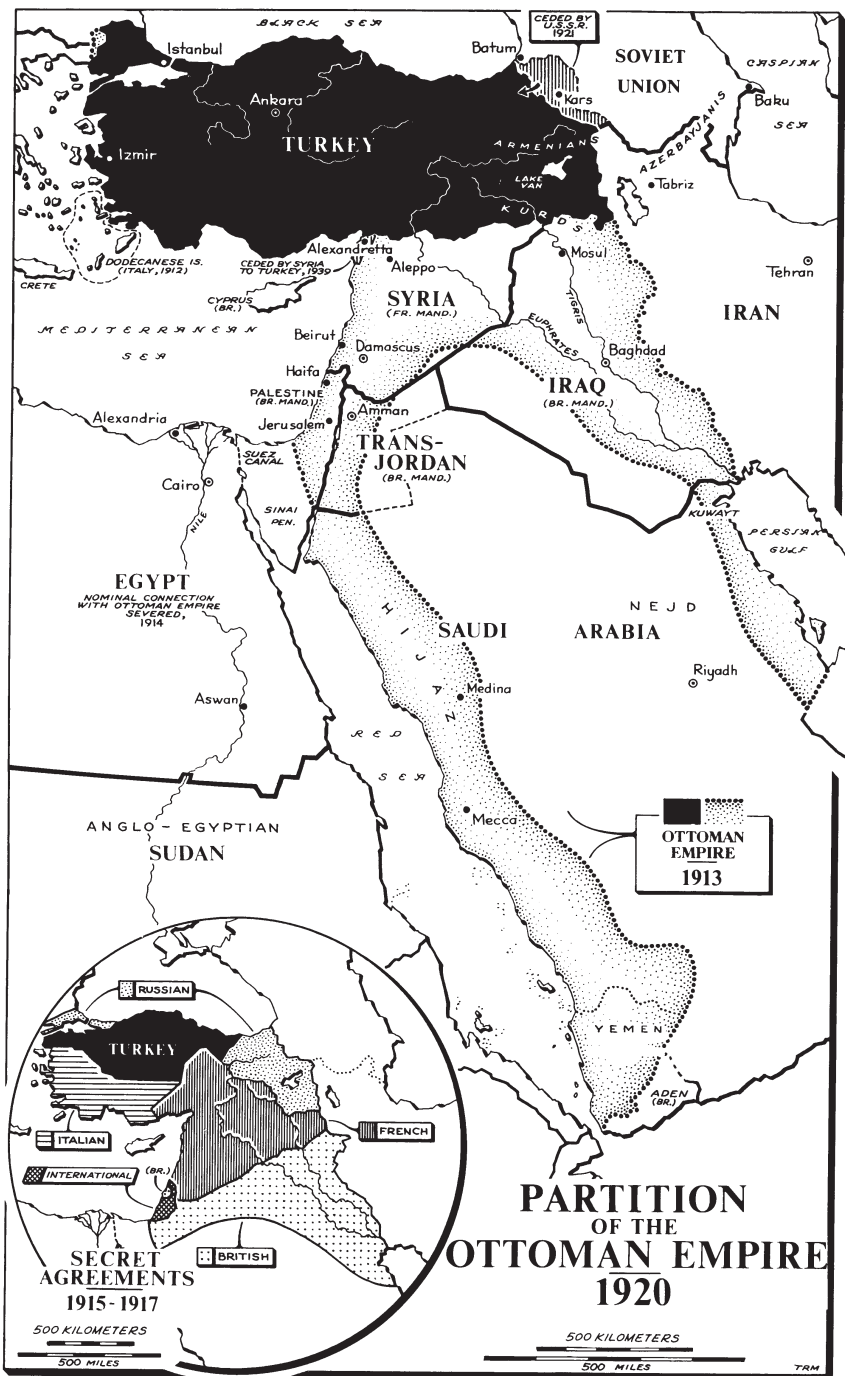 BLACK SEA
CEDED BY
U.S.S.R.
1921
Istanbul
Batum
SOVIET
UNION
CASPIAN
SEA
Ankara
Kars
Baku
TURKEY
ARMENIANS
AZERBAYJANIS
Izmir
LAKE
VAN
Tabriz
KURDS
Alexandretta
DODECANESE IS.
(ITALY, 1912)
CEDED BY SYRIA
TO TURKEY, 1939
Aleppo
Mosul
Tehran
CRETE
CYPRUS
(BR.)
SYRIA
(FR. MAND.)
TIGRIS
IRAN
MEDITERRANEAN
SEA
EUPHRATES
Beirut
Damascus
Baghdad
Haifa
IRAQ
(BR. MAND.)
PALESTINE
(BR. MAND.)
Amman
Alexandria
Jerusalem
TRANS-
JORDAN
(BR. MAND.)
SUEZ
CANAL
Cairo
SINAI
PEN.
NILE
KUWAYT
PERSIAN
GULF
EGYPT
NOMINAL CONNECTION
WITH OTTOMAN EMPIRE
SEVERED,
1914
HIJAZ
NEJD
SAUDI ARABIA
Riyadh
Medina
Aswan
RED
SEA
Mecca
ANGLO-EGYPTIAN
SUDAN
OTTOMAN
EMPIRE
1913
YEMEN
ADEN
(BR.)
RUSSIAN
TURKEY
ITALIAN
FRENCH
INTERNATIONAL
(BR.)
BRITISH
SECRET
AGREEMENTS
1915-1917
500 KILOMETERS
500 MILES
PARTITION
OF THE
OTTOMAN EMPIRE
1920
500 KILOMETERS
500 MILES
TRM